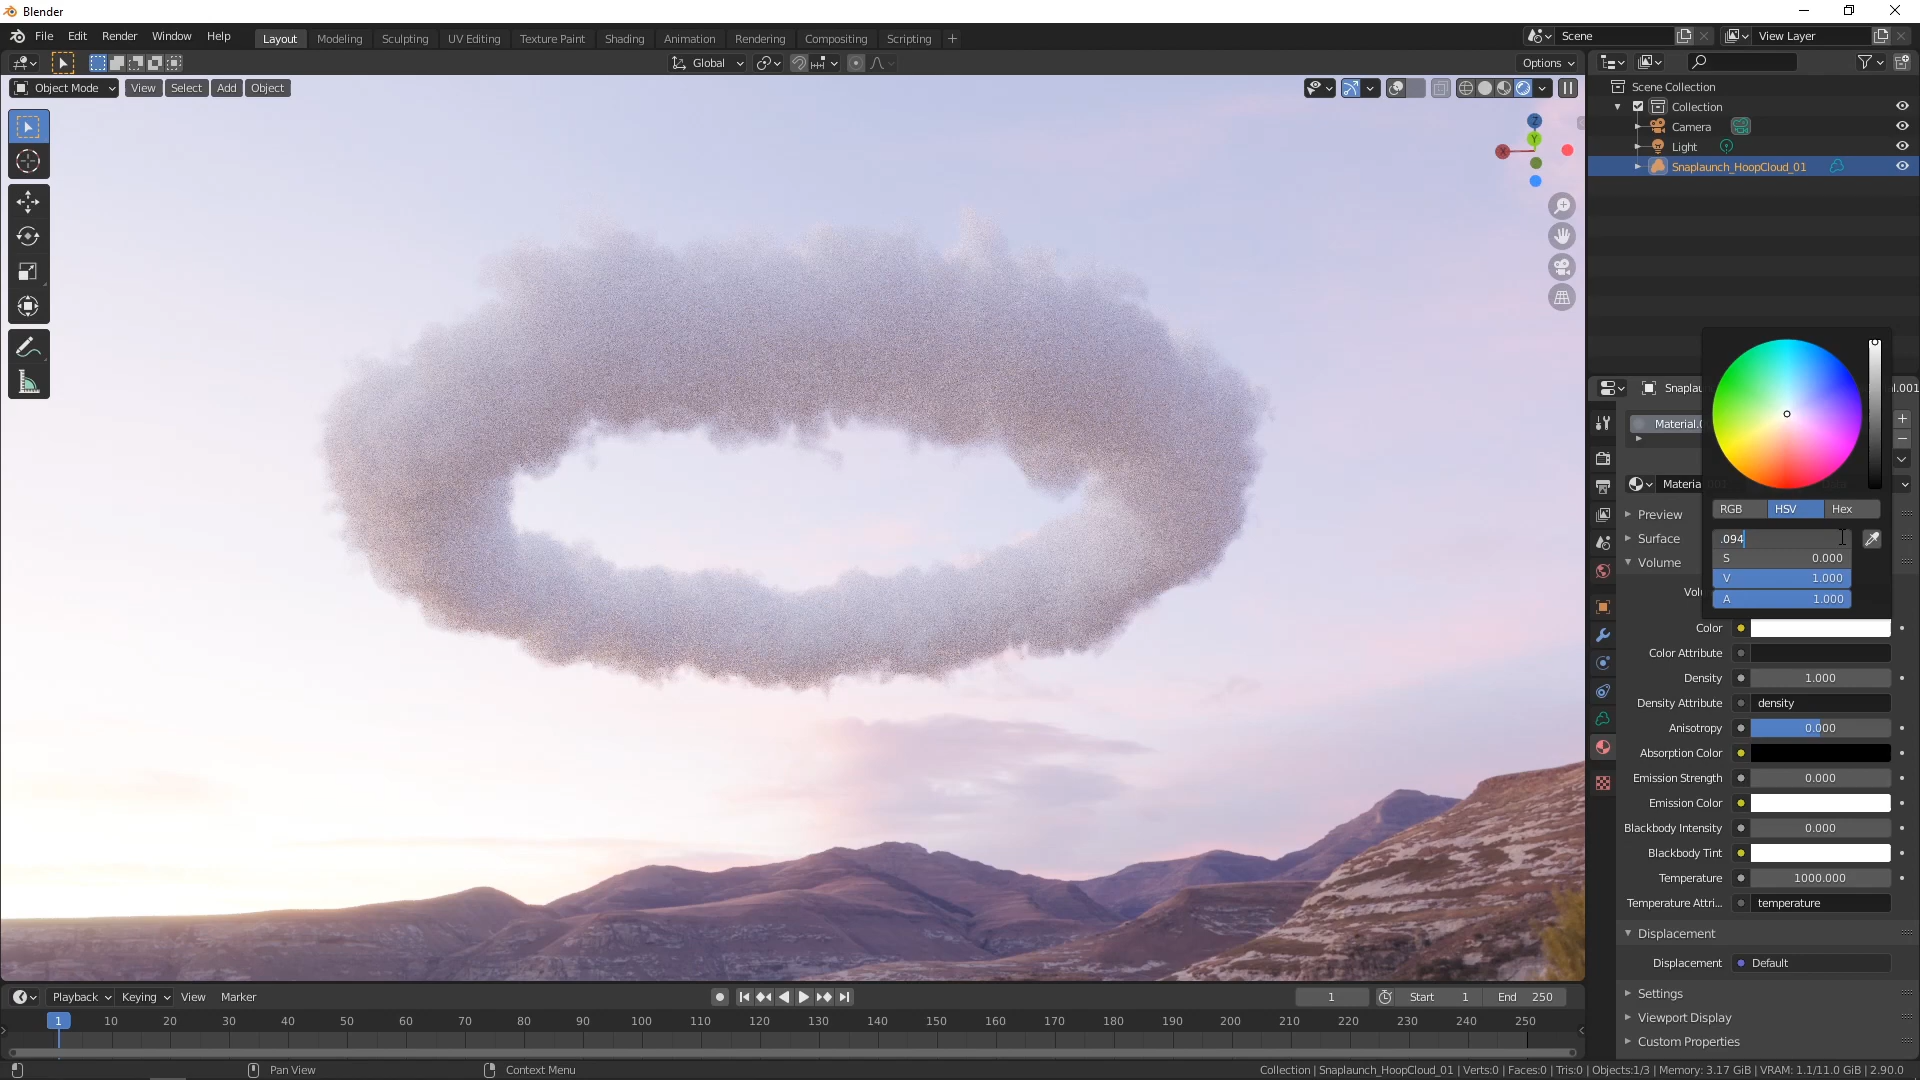 Blender
File Edit Render Window Help
Layout Modeling Sculpting UV Editing Texture Paint Shading Animation Rendering Compositing Scripting
Scene
View Layer
Global
Options
Object Mode View Select Add Object
Z
Y
X
Scene Collection
Collection
Camera
Light
Snaplaunch_HoopCloud_01
Snaplau
l.001
Material.0
Materia
RGB HSV Hex
.094
S 0.000
V 1.000
A 1.000
Preview
Surface
Volume
Volu
Color
Color Attribute
Density 1.000
Density Attribute density
Anisotropy 0.000
Absorption Color
Emission Strength 0.000
Emission Color
Blackbody Intensity 0.000
Blackbody Tint
Temperature 1000.000
Temperature Attri... temperature
Displacement
Displacement Default
Settings
Viewport Display
Custom Properties
Playback Keying View Marker
1 Start 1 End 250
1 10 20 30 40 50 60 70 80 90 100 110 120 130 140 150 160 170 180 190 200 210 220 230 240 250
Pan View Context Menu
Collection | Snaplaunch_HoopCloud_01 | Verts:0 | Faces:0 | Tris:0 | Objects:1/3 | Memory: 3.17 GiB | VRAM: 1.1/11.0 GiB | 2.90.0